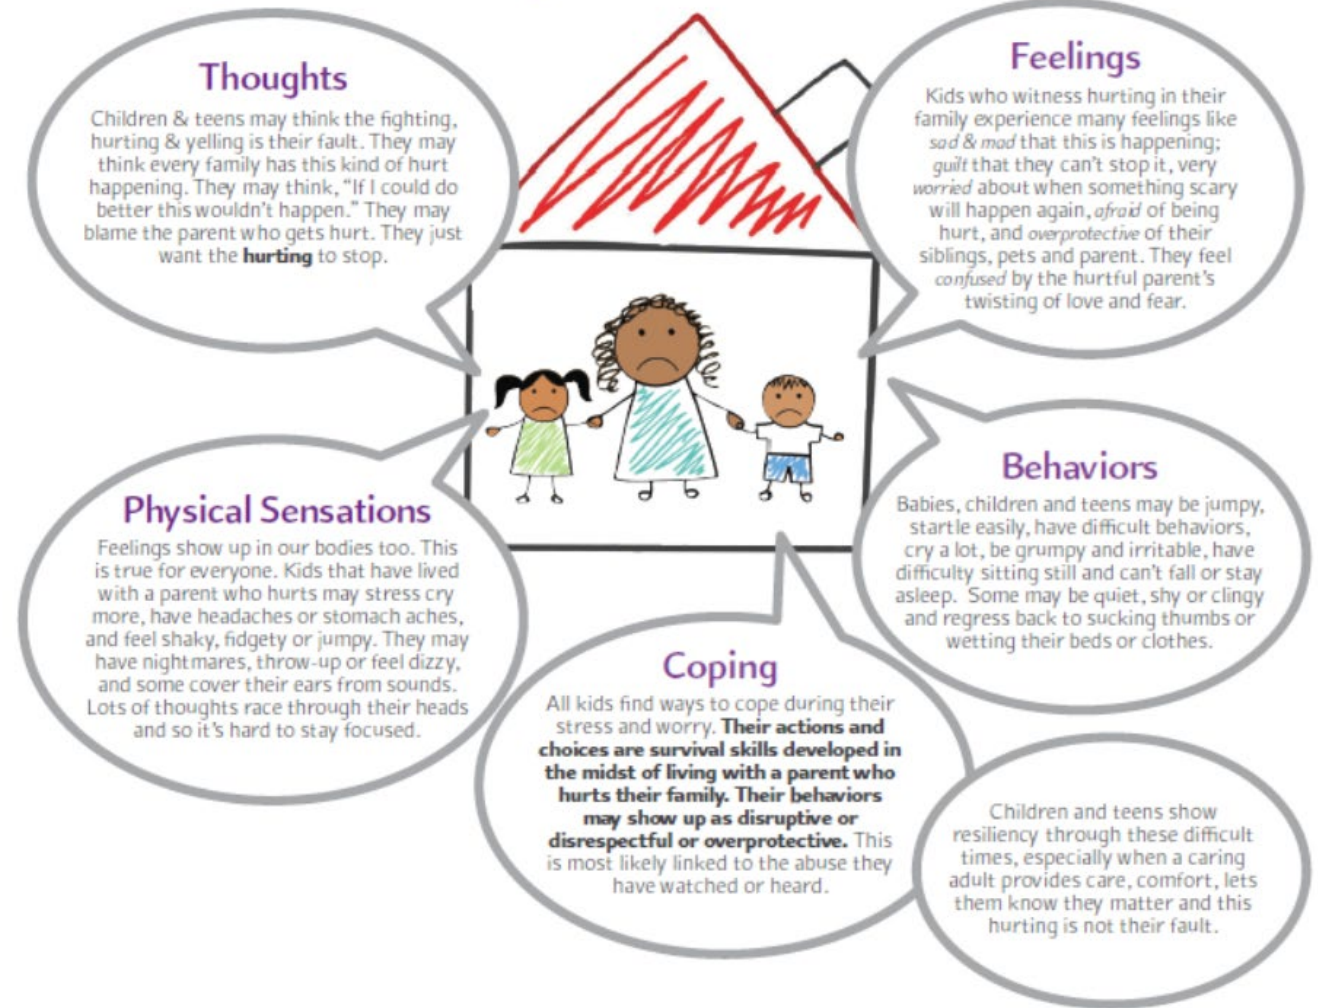 Thoughts
Children & teens may think the fighting,
hurting & yelling is their fault. They may
think every family has this kind of hurt
happening. They may think, "If I could do
better this wouldn't happen." They may
blame the parent who gets hurt. They just
want the hurting to stop.
Feelings
Kids who witness hurting in their
family experience many feelings like
sad & mad that this is happening;
guilt that they can't stop it, very
worried about when something scary
will happen again, afraid of being
hurt, and overprotective of their
siblings, pets and parent. They feel
confused by the hurtful parent's
twisting of love and fear.
Physical Sensations
Feelings show up in our bodies too. This
is true for everyone. Kids that have lived
with a parent who hurts may stress cry
more, have headaches or stomach aches,
and feel shaky, fidgety or jumpy. They may
have nightmares, throw-up or feel dizzy,
and some cover their ears from sounds.
Lots of thoughts race through their heads
and so it's hard to stay focused.
Behaviors
Babies, children and teens may be jumpy,
startle easily, have difficult behaviors,
cry a lot, be grumpy and irritable, have
difficulty sitting still and can't fall or stay
asleep. Some may be quiet, shy or clingy
and regress back to sucking thumbs or
wetting their beds or clothes.
Coping
All kids find ways to cope during their
stress and worry. Their actions and
choices are survival skills developed in
the midst of living with a parent who
hurts their family. Their behaviors
may show up as disruptive or
disrespectful or overprotective. This
is most likely linked to the abuse they
have watched or heard.
Children and teens show
resiliency through these difficult
times, especially when a caring
adult provides care, comfort, lets
them know they matter and this
hurting is not their fault.